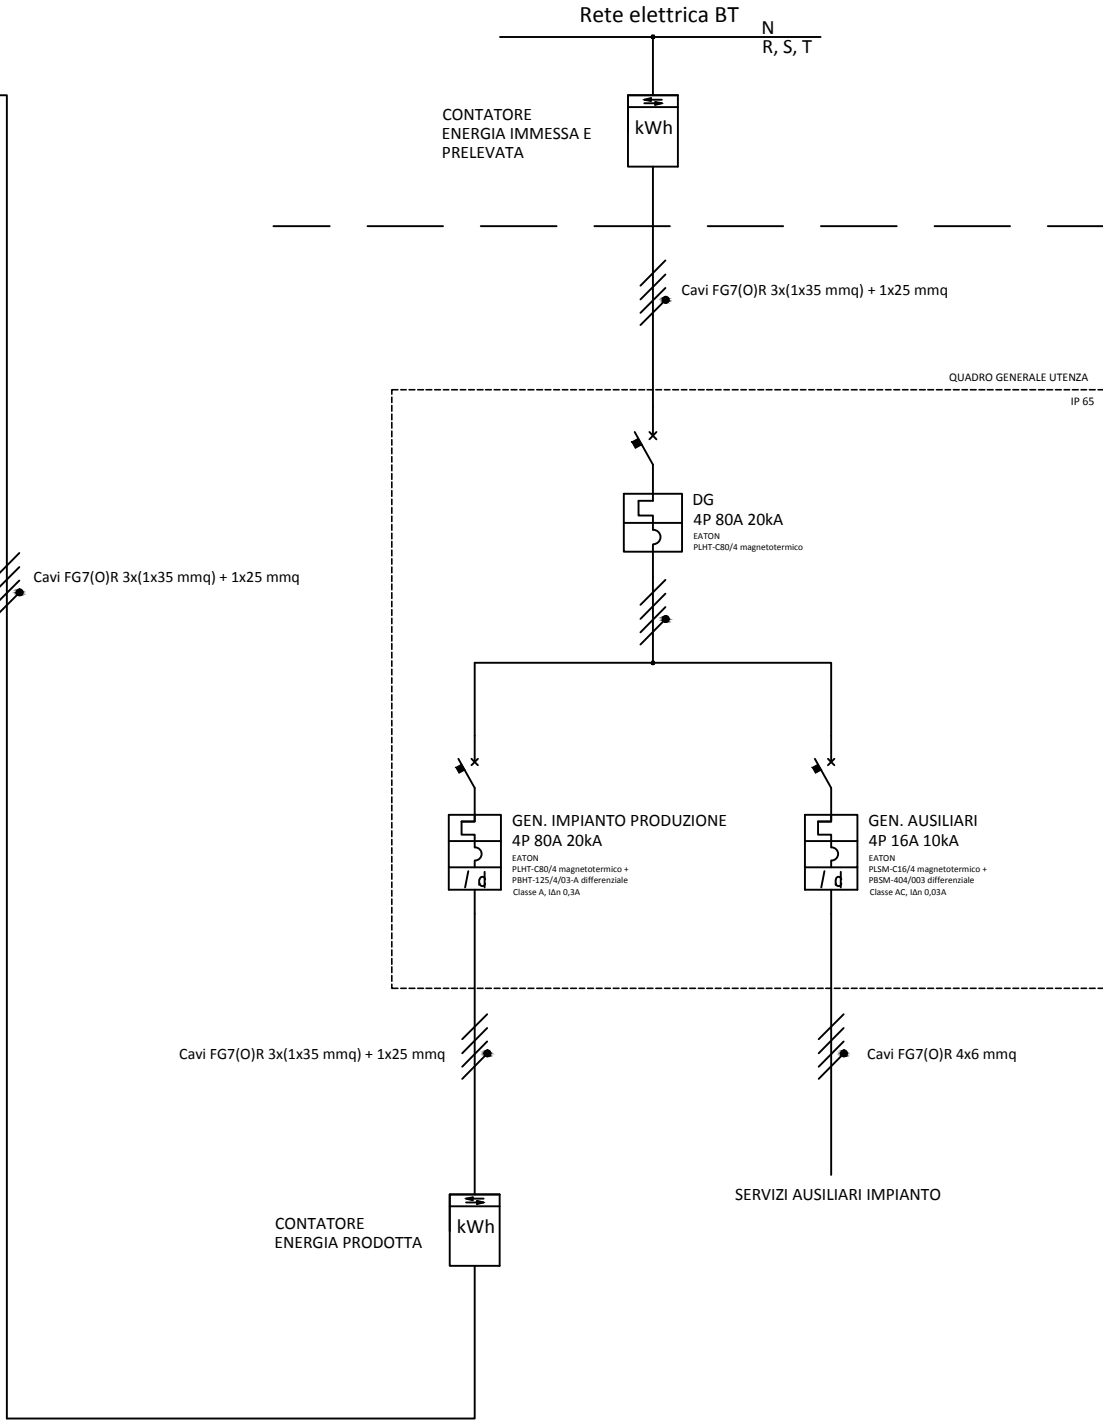 Rete elettrica BT
N
R, S, T
CONTATORE
ENERGIA IMMESSA E
PRELEVATA
kWh
Cavi FG7(O)R 3x(1x35 mmq) + 1x25 mmq
QUADRO GENERALE UTENZA
IP 65
DG
4P 80A 20kA
EATON
PLHT-C80/4 magnetotermico
Cavi FG7(O)R 3x(1x35 mmq) + 1x25 mmq
GEN. IMPIANTO PRODUZIONE
4P 80A 20kA
EATON
PLHT-C80/4 magnetotermico +
PBHT-125/4/03-A differenziale
Classe A, IΔn 0,3A
I d
GEN. AUSILIARI
4P 16A 10kA
EATON
PLSM-C16/4 magnetotermico +
PBSM-404/003 differenziale
Classe AC, IΔn 0,03A
I d
Cavi FG7(O)R 3x(1x35 mmq) + 1x25 mmq
Cavi FG7(O)R 4x6 mmq
SERVIZI AUSILIARI IMPIANTO
CONTATORE
ENERGIA PRODOTTA
kWh